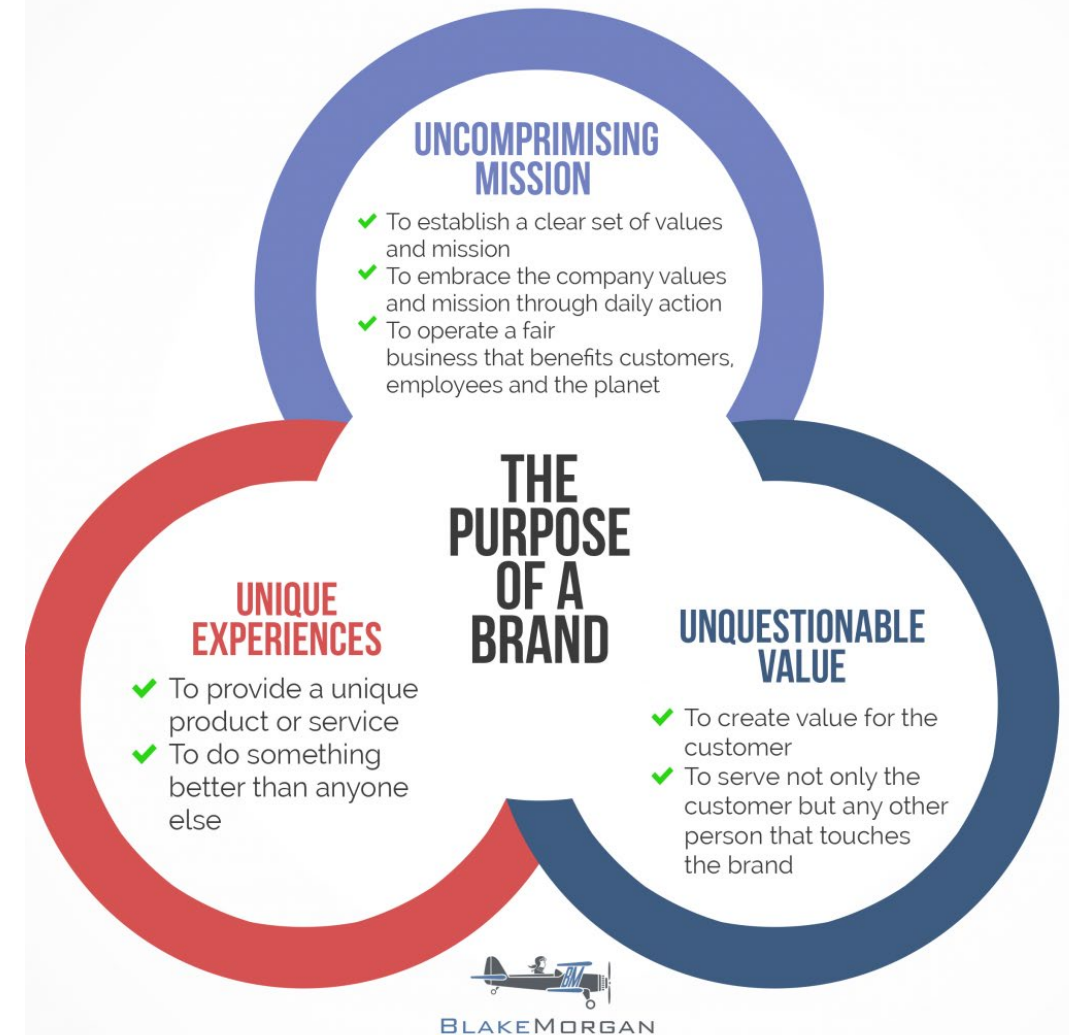 UNCOMPRIMISING
MISSION
To establish a clear set of values
and mission
To embrace the company values
and mission through daily action
To operate a fair
business that benefits customers,
employees and the planet
THE
PURPOSE
OF A
BRAND
UNIQUE
EXPERIENCES
To provide a unique
product or service
To do something
better than anyone
else
UNQUESTIONABLE
VALUE
To create value for the
customer
To serve not only the
customer but any other
person that touches
the brand
BM
BLAKEMORGAN